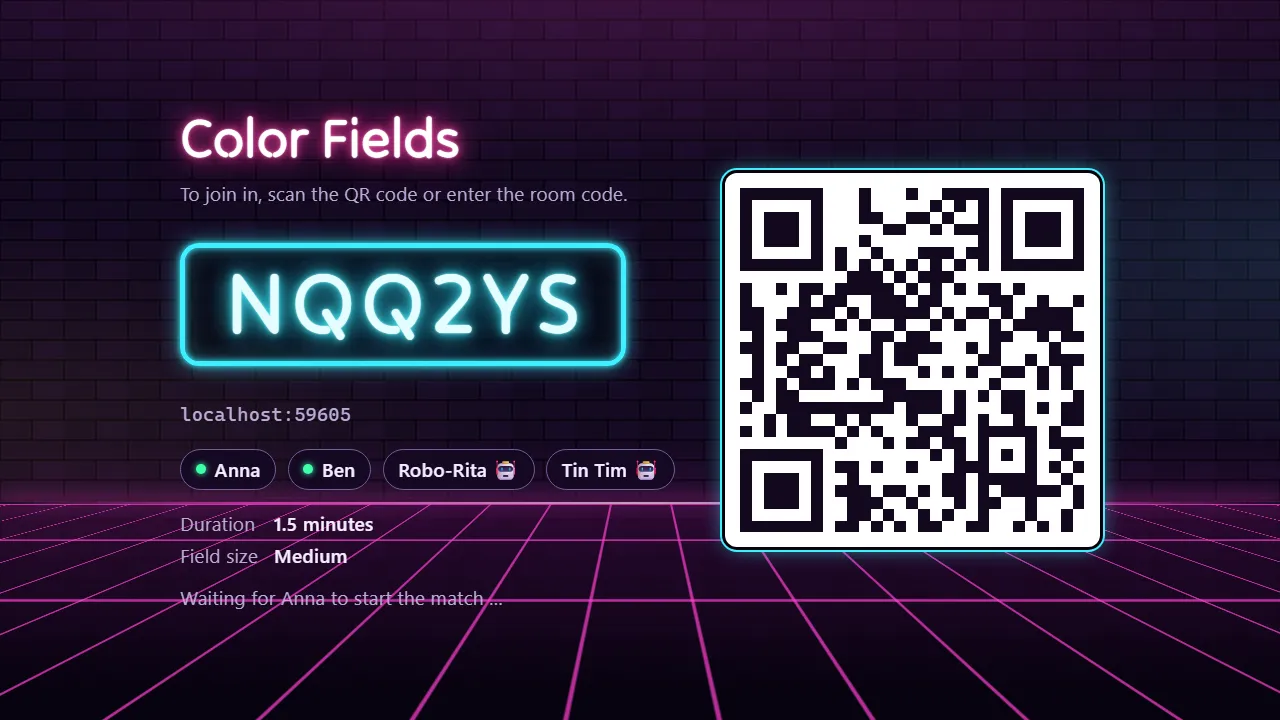 Color Fields
To join in, scan the QR code or enter the room code.
NQQ2YS
localhost:59605
Anna Ben Robo-Rita Tin Tim
Duration 1.5 minutes
Field size Medium
Waiting for Anna to start the match ...